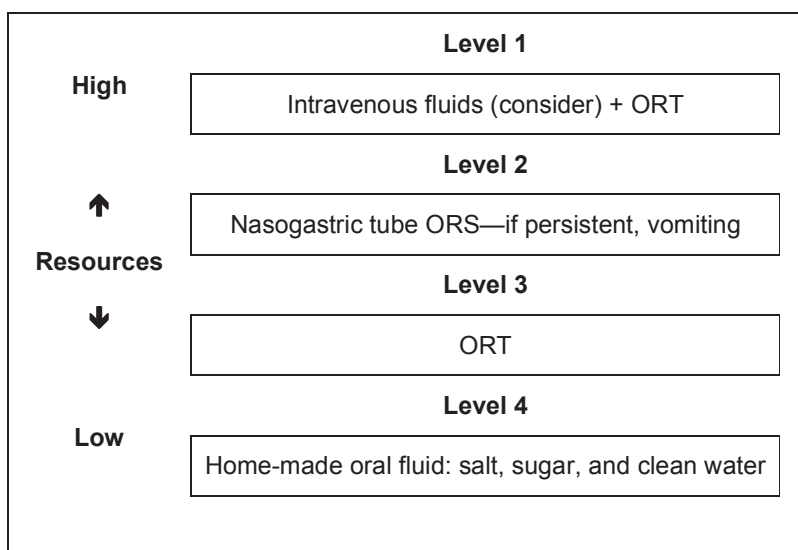 Level 1
High
Intravenous fluids (consider) + ORT
Level 2
Nasogastric tube ORS—if persistent, vomiting
Resources
Level 3
ORT
Level 4
Low
Home-made oral fluid: salt, sugar, and clean water